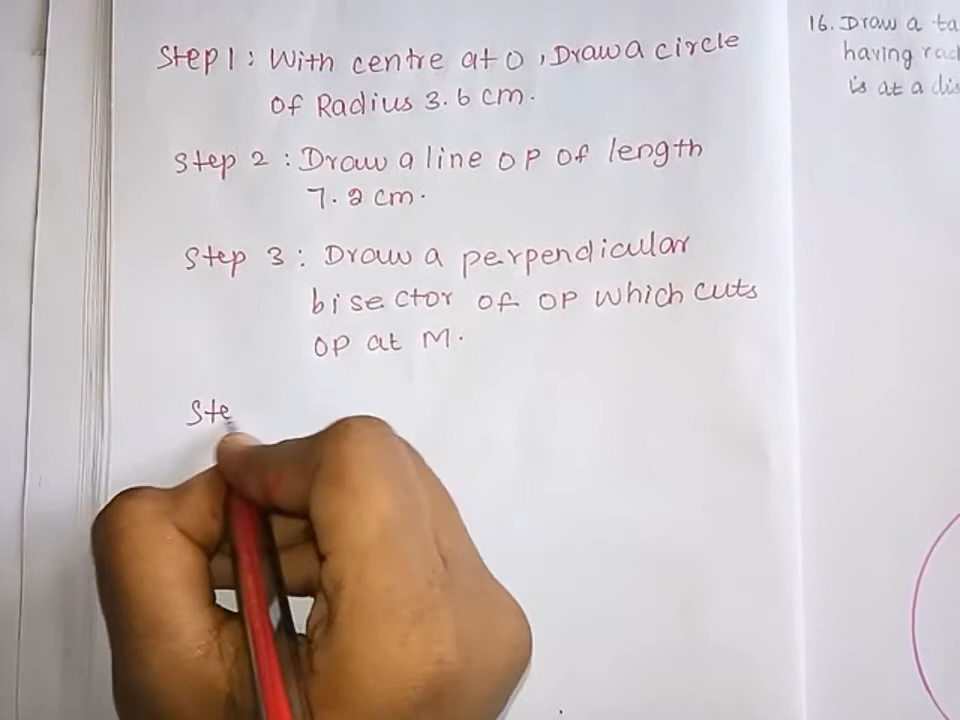 Step 1 : With centre at O, Draw a circle
of Radius 3.6 cm.
Step 2 : Draw a line OP of length
7.2 cm.
Step 3 : Draw a perpendicular
bisector of OP which cuts
OP at M.
Ste
16. Draw a ta
having rad
is at a dis